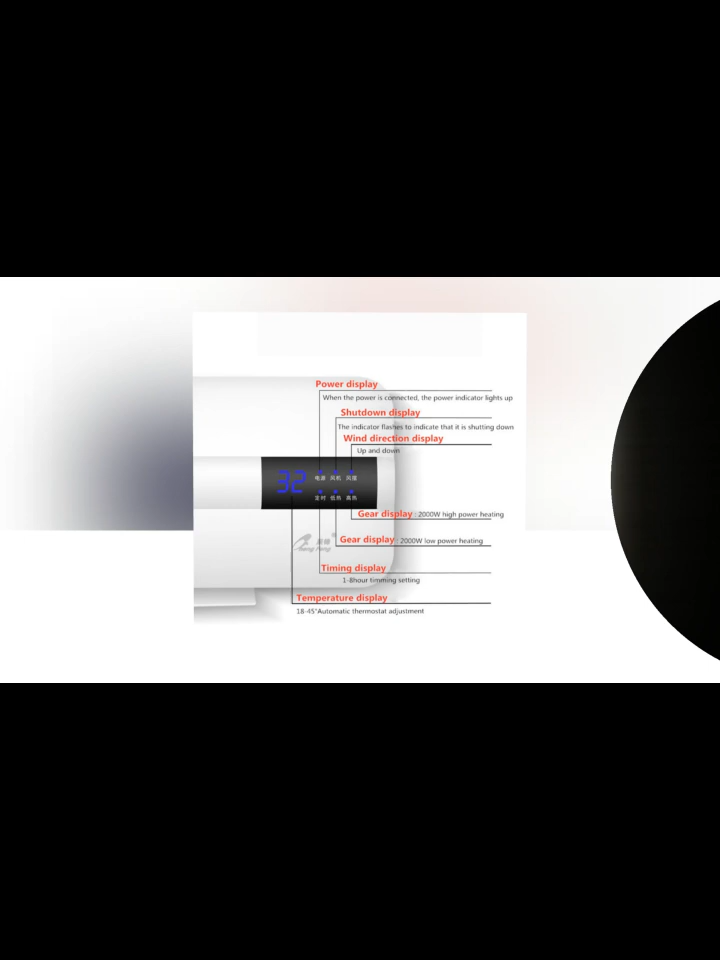 Power display
When the power is connected, the power indicator lights up
Shutdown display
The indicator flashes to indicate that it is shutting down
Wind direction display
Up and down
32
电源 风机 风摆
定时 低热 高热
Gear display : 2000W high power heating
Gear display : 2000W low power heating
Timing display
1-8hour timming setting
Temperature display
18-45°Automatic thermostat adjustment